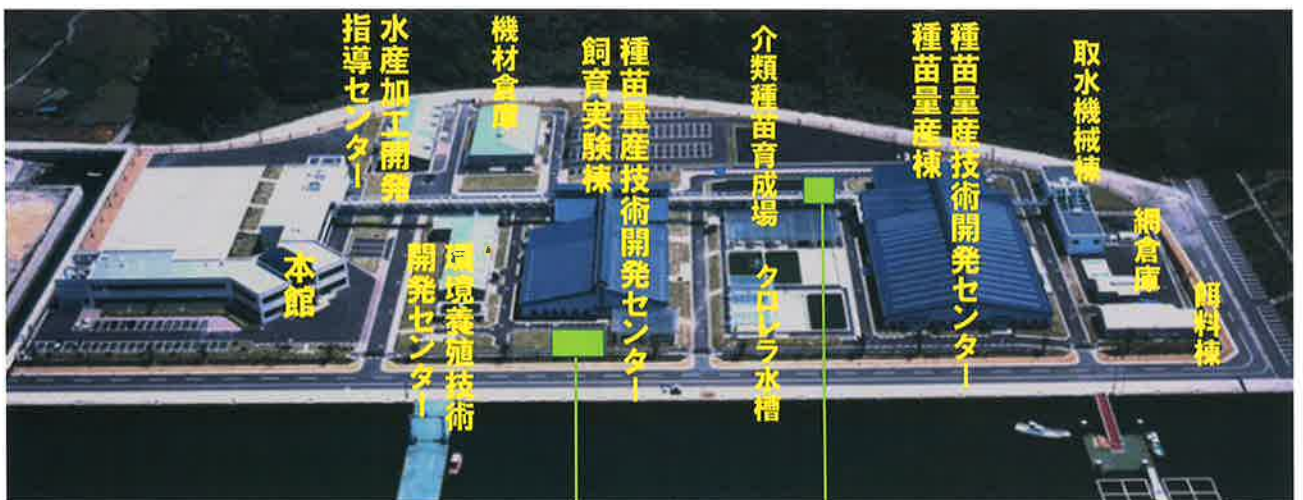 水産加工開発
指導センター
機材倉庫
種苗量産技術開発センター
飼育実験棟
介類種苗育成場
クロレラ水槽
種苗量産技術開発センター
種苗量産棟
取水機械棟
網倉庫
餌料棟
本館
環境養殖技術
開発センター